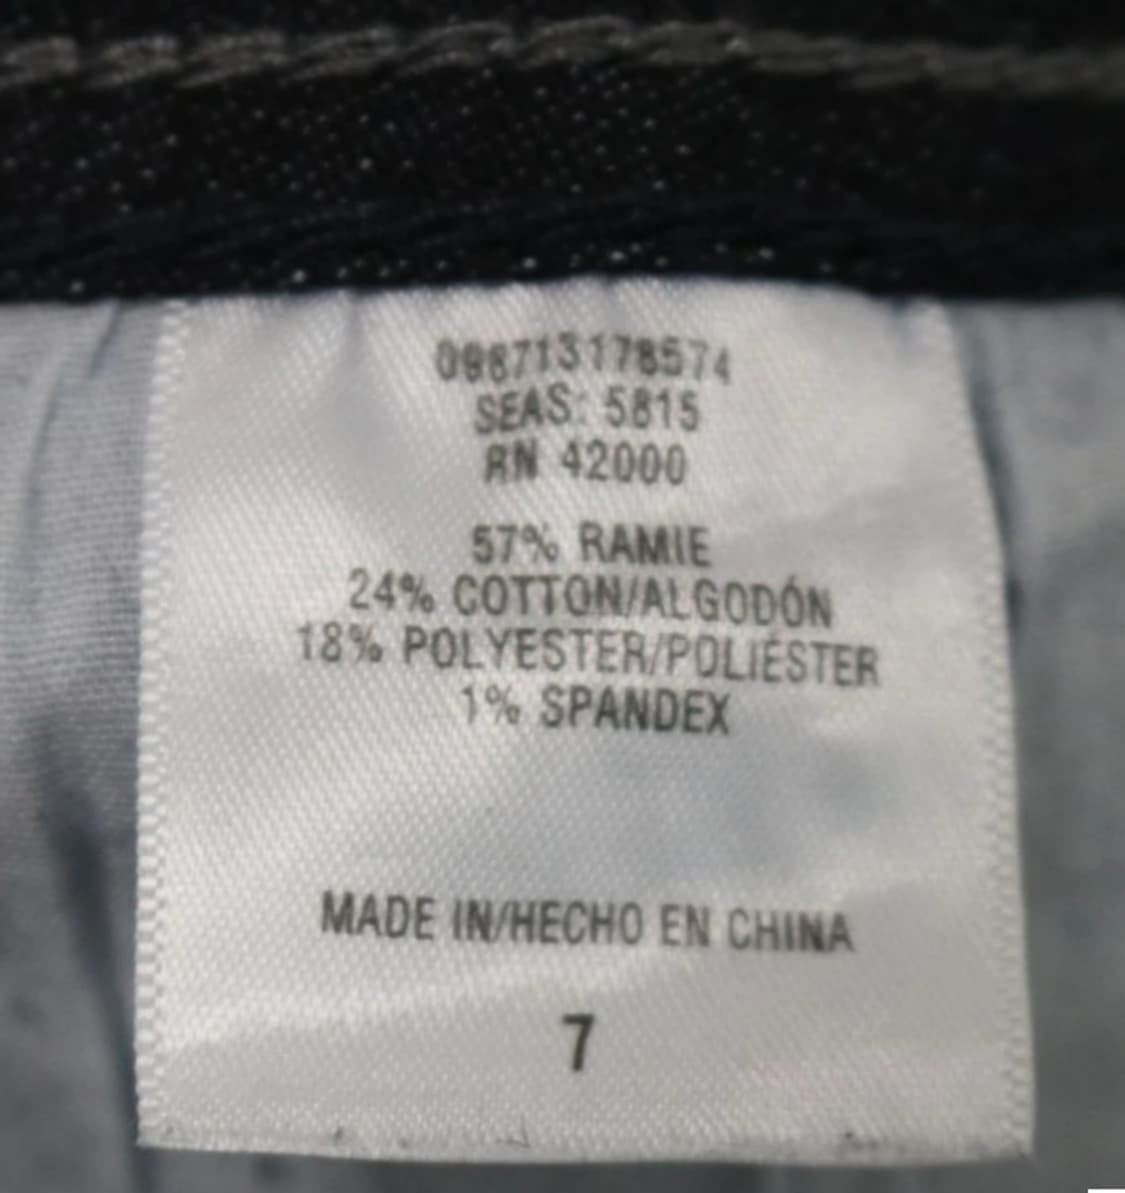 098713178574
SEAS: 5815
RN 42000
57% RAMIE
24% COTTON/ALGODÓN
18% POLYESTER/POLIÉSTER
1% SPANDEX
MADE IN/HECHO EN CHINA
7